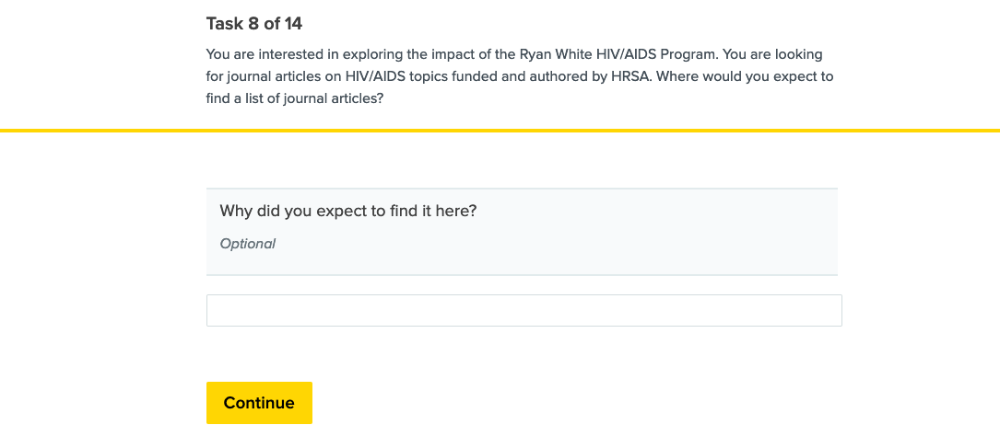 Task 8 of 14
You are interested in exploring the impact of the Ryan White HIV/AIDS Program. You are looking
for journal articles on HIV/AIDS topics funded and authored by HRSA. Where would you expect to
find a list of journal articles?
Why did you expect to find it here?
Optional
Continue